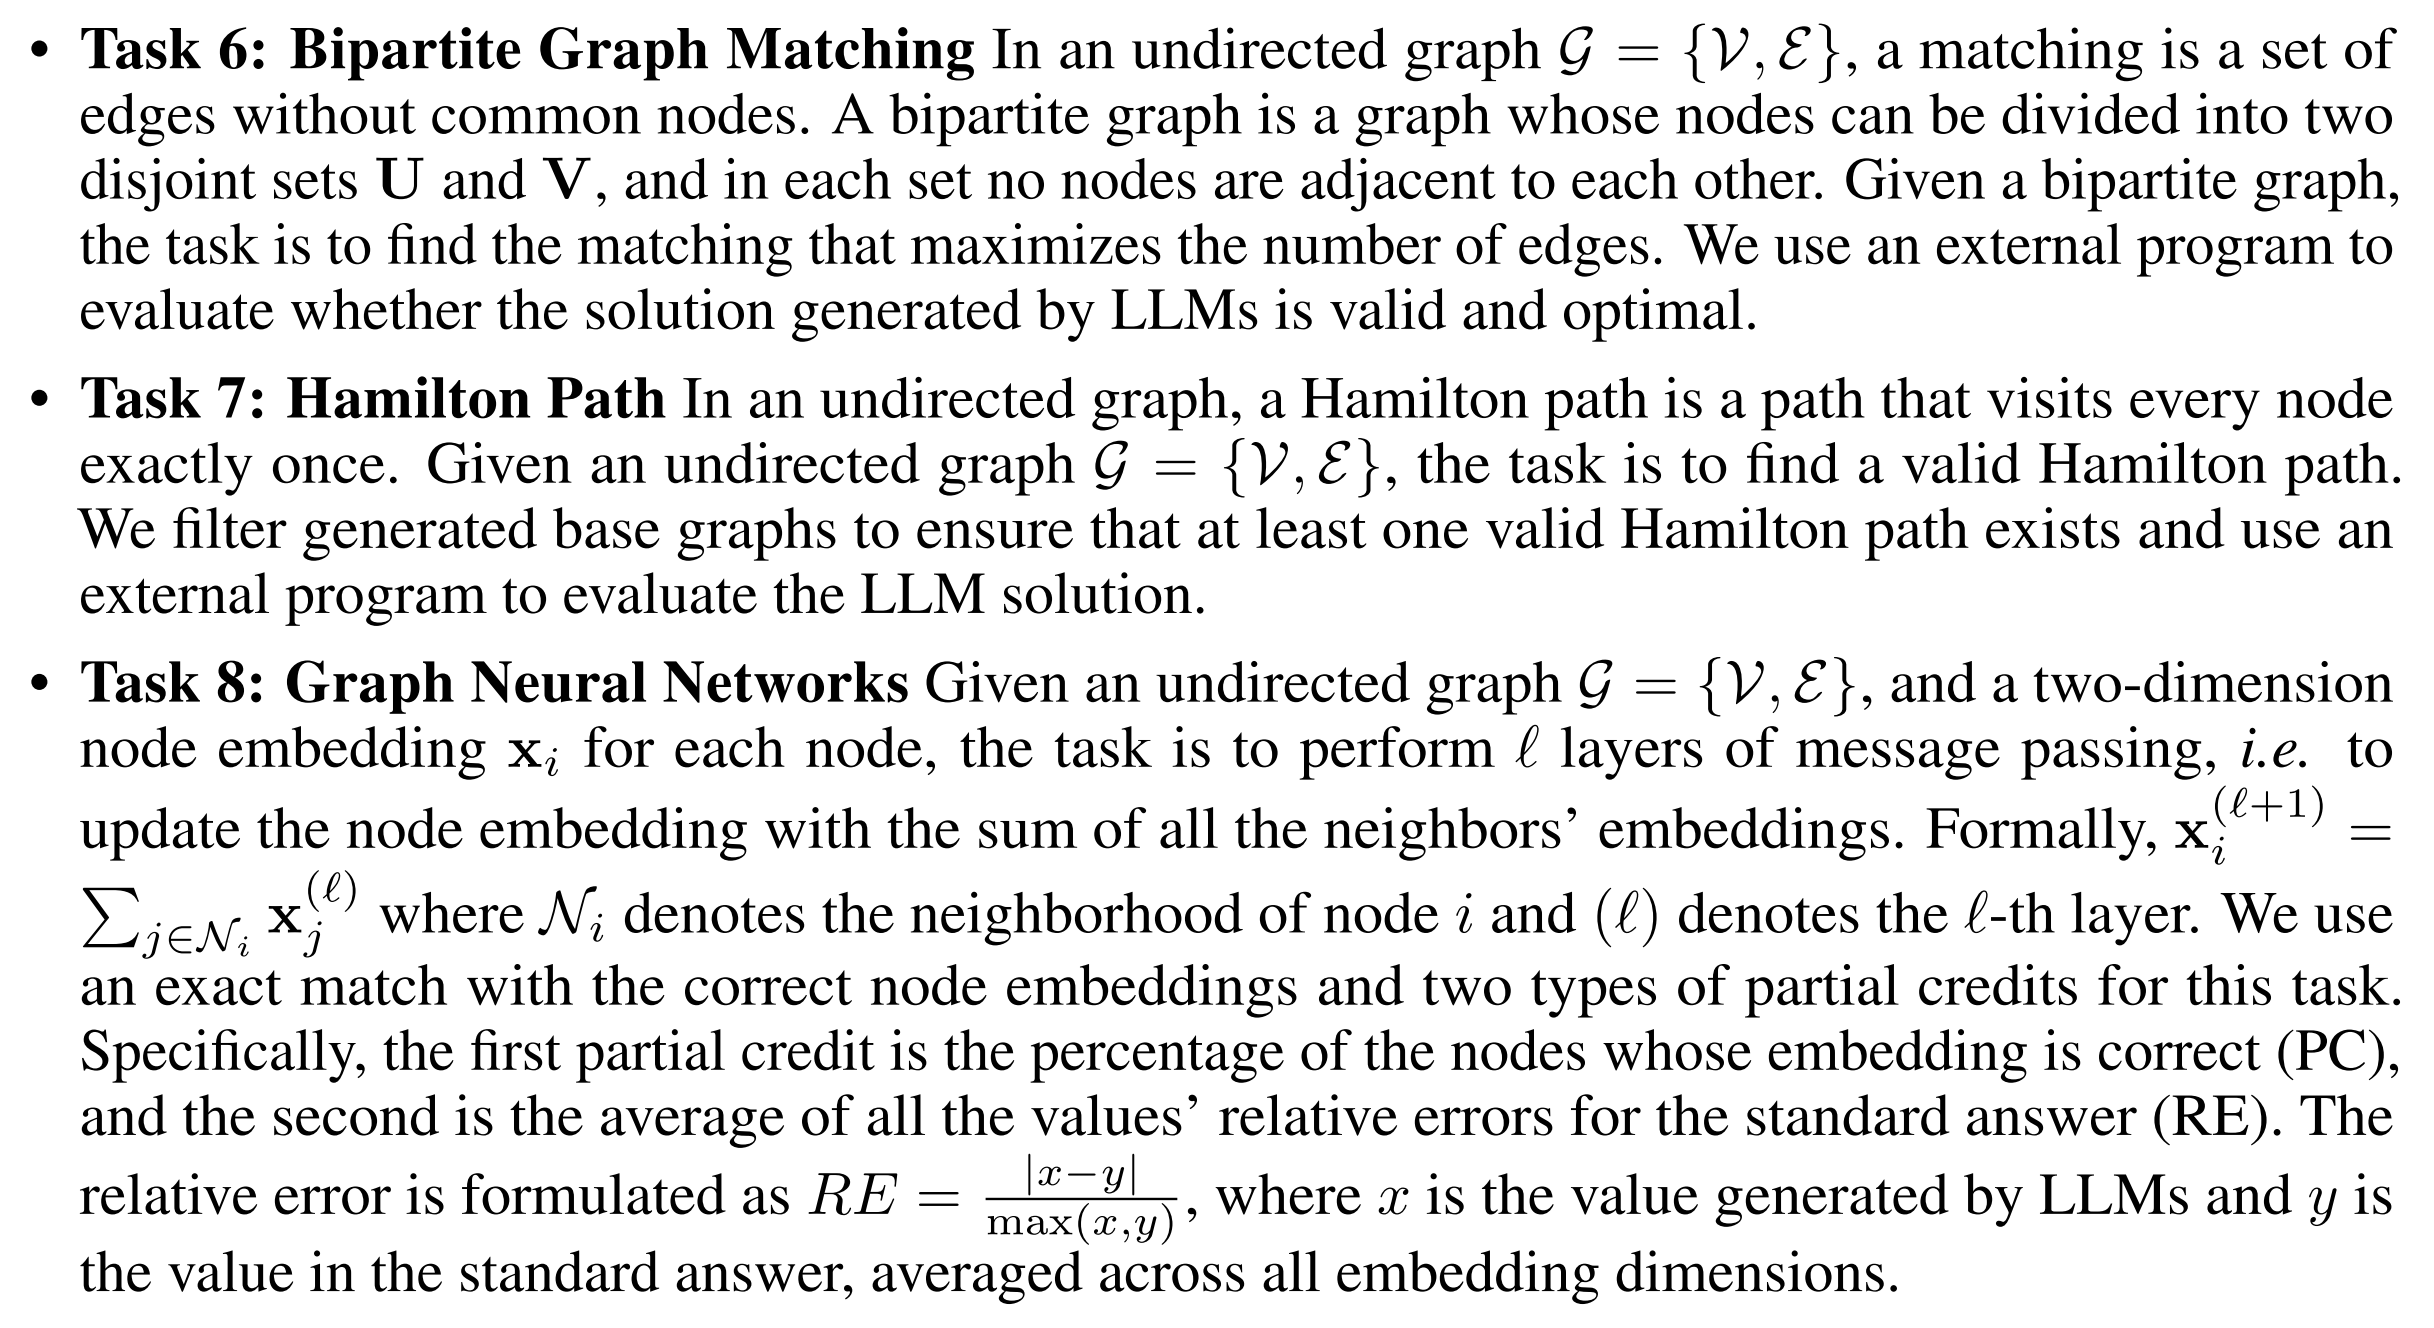 • Task 6: Bipartite Graph Matching In an undirected graph 𝒢 = {𝒱, ℰ}, a matching is a set of
edges without common nodes. A bipartite graph is a graph whose nodes can be divided into two
disjoint sets U and V, and in each set no nodes are adjacent to each other. Given a bipartite graph,
the task is to find the matching that maximizes the number of edges. We use an external program to
evaluate whether the solution generated by LLMs is valid and optimal.
• Task 7: Hamilton Path In an undirected graph, a Hamilton path is a path that visits every node
exactly once. Given an undirected graph 𝒢 = {𝒱, ℰ}, the task is to find a valid Hamilton path.
We filter generated base graphs to ensure that at least one valid Hamilton path exists and use an
external program to evaluate the LLM solution.
• Task 8: Graph Neural Networks Given an undirected graph 𝒢 = {𝒱, ℰ}, and a two-dimension
node embedding x_i for each node, the task is to perform ℓ layers of message passing, i.e. to
update the node embedding with the sum of all the neighbors' embeddings. Formally, x_i^{(ℓ+1)} =
∑_{j∈𝒩_i} x_j^{(ℓ)} where 𝒩_i denotes the neighborhood of node i and (ℓ) denotes the ℓ-th layer. We use
an exact match with the correct node embeddings and two types of partial credits for this task.
Specifically, the first partial credit is the percentage of the nodes whose embedding is correct (PC),
and the second is the average of all the values' relative errors for the standard answer (RE). The
relative error is formulated as RE = \frac{|x−y|}{max(x,y)}, where x is the value generated by LLMs and y is
the value in the standard answer, averaged across all embedding dimensions.